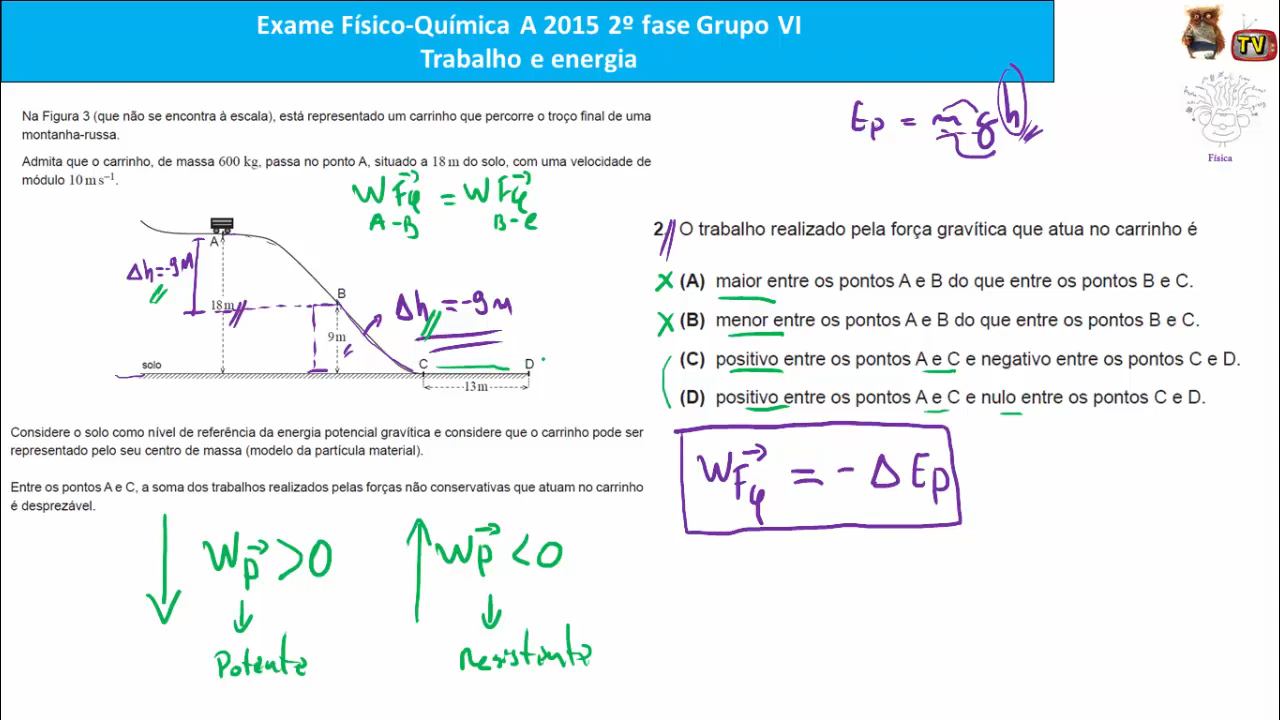 Exame Físico-Química A 2015 2º fase Grupo VI
Trabalho e energia
TV
Física
Na Figura 3 (que não se encontra à escala), está representado um carrinho que percorre o troço final de uma
montanha-russa.
Admita que o carrinho, de massa 600 kg, passa no ponto A, situado a 18 m do solo, com uma velocidade de
módulo 10 m s⁻¹.
Ep = m g h
W F⃗g = W F⃗g
A-B B-C
A
Δh=-9M
18 m
B
Δh = -9M
9 m
solo
C
D
13 m
2 O trabalho realizado pela força gravítica que atua no carrinho é
X (A) maior entre os pontos A e B do que entre os pontos B e C.
X (B) menor entre os pontos A e B do que entre os pontos B e C.
(C) positivo entre os pontos A e C e negativo entre os pontos C e D.
(D) positivo entre os pontos A e C e nulo entre os pontos C e D.
W F⃗g = - Δ Ep
Considere o solo como nível de referência da energia potencial gravítica e considere que o carrinho pode ser
representado pelo seu centro de massa (modelo da partícula material).
Entre os pontos A e C, a soma dos trabalhos realizados pelas forças não conservativas que atuam no carrinho
é desprezável.
W P⃗ > 0
W P⃗ < 0
Potente
Resistente